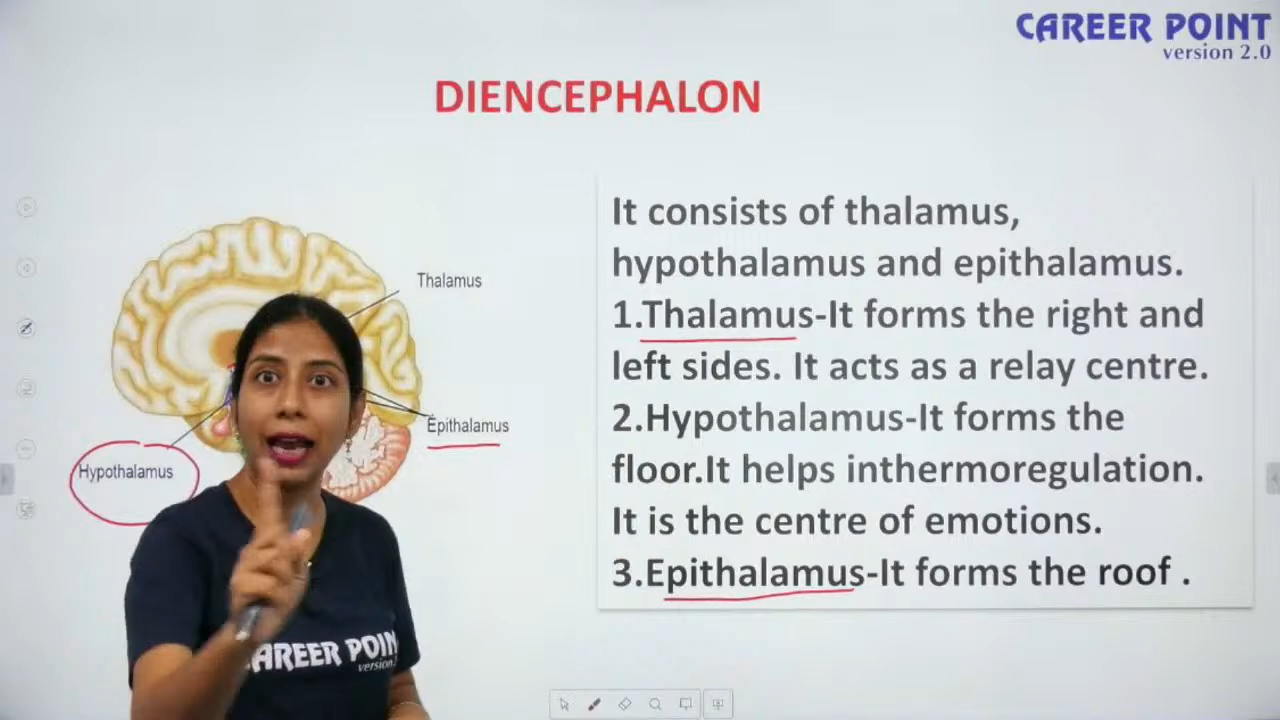 CAREER POINT
version 2.0
DIENCEPHALON
It consists of thalamus,
hypothalamus and epithalamus.
1.Thalamus-It forms the right and
left sides. It acts as a relay centre.
2.Hypothalamus-It forms the
floor.It helps inthermoregulation.
It is the centre of emotions.
3.Epithalamus-It forms the roof .
Thalamus
Epithalamus
Hypothalamus
CAREER POIN
version